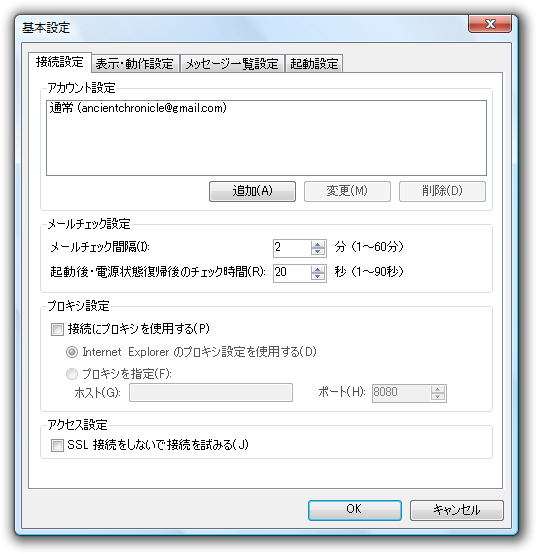 基本設定
接続設定 表示・動作設定 メッセージ一覧設定 起動設定
アカウント設定
通常 (ancientchronicle@gmail.com)
追加(A) 変更(M) 削除(D)
メールチェック設定
メールチェック間隔(I): 2 分 (1～60分)
起動後・電源状態復帰後のチェック時間(R): 20 秒 (1～90秒)
プロキシ設定
接続にプロキシを使用する(P)
Internet Explorer のプロキシ設定を使用する(D)
プロキシを指定(F):
ホスト(G): ポート(H): 8080
アクセス設定
SSL 接続をしないで接続を試みる(J)
OK キャンセル